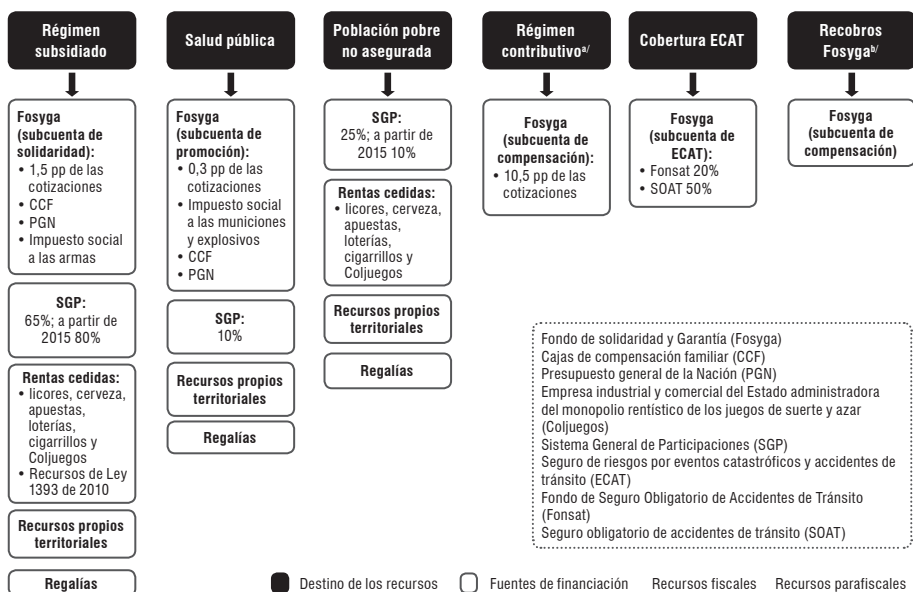 Régimen
subsidiado
Fosyga
(subcuenta de
solidaridad):
• 1,5 pp de las
cotizaciones
• CCF
• PGN
• Impuesto social
a las armas
SGP:
65%; a partir de
2015 80%
Rentas cedidas:
• licores, cerveza,
apuestas,
loterías,
cigarrillos y
Coljuegos
• Recursos de Ley
1393 de 2010
Recursos propios
territoriales
Regalías
Salud pública
Fosyga
(subcuenta de
promoción):
• 0,3 pp de las
cotizaciones
• Impuesto social
a las municiones
y explosivos
• CCF
• PGN
SGP:
10%
Recursos propios
territoriales
Regalías
Población pobre
no asegurada
SGP:
25%; a partir de
2015 10%
Rentas cedidas:
• licores, cerveza,
apuestas,
loterías,
cigarrillos y
Coljuegos
Recursos propios
territoriales
Regalías
Régimen
contributivoa/
Fosyga
(subcuenta de
compensación):
• 10,5 pp de las
cotizaciones
Cobertura ECAT
Fosyga
(subcuenta de
ECAT):
• Fonsat 20%
• SOAT 50%
Recobros
Fosygab/
Fosyga
(subcuenta de
compensación)
Fondo de solidaridad y Garantía (Fosyga)
Cajas de compensación familiar (CCF)
Presupuesto general de la Nación (PGN)
Empresa industrial y comercial del Estado administradora
del monopolio rentístico de los juegos de suerte y azar
(Coljuegos)
Sistema General de Participaciones (SGP)
Seguro de riesgos por eventos catastróficos y accidentes de
tránsito (ECAT)
Fondo de Seguro Obligatorio de Accidentes de Tránsito
(Fonsat)
Seguro obligatorio de accidentes de tránsito (SOAT)
Destino de los recursos Fuentes de financiación Recursos fiscales Recursos parafiscales